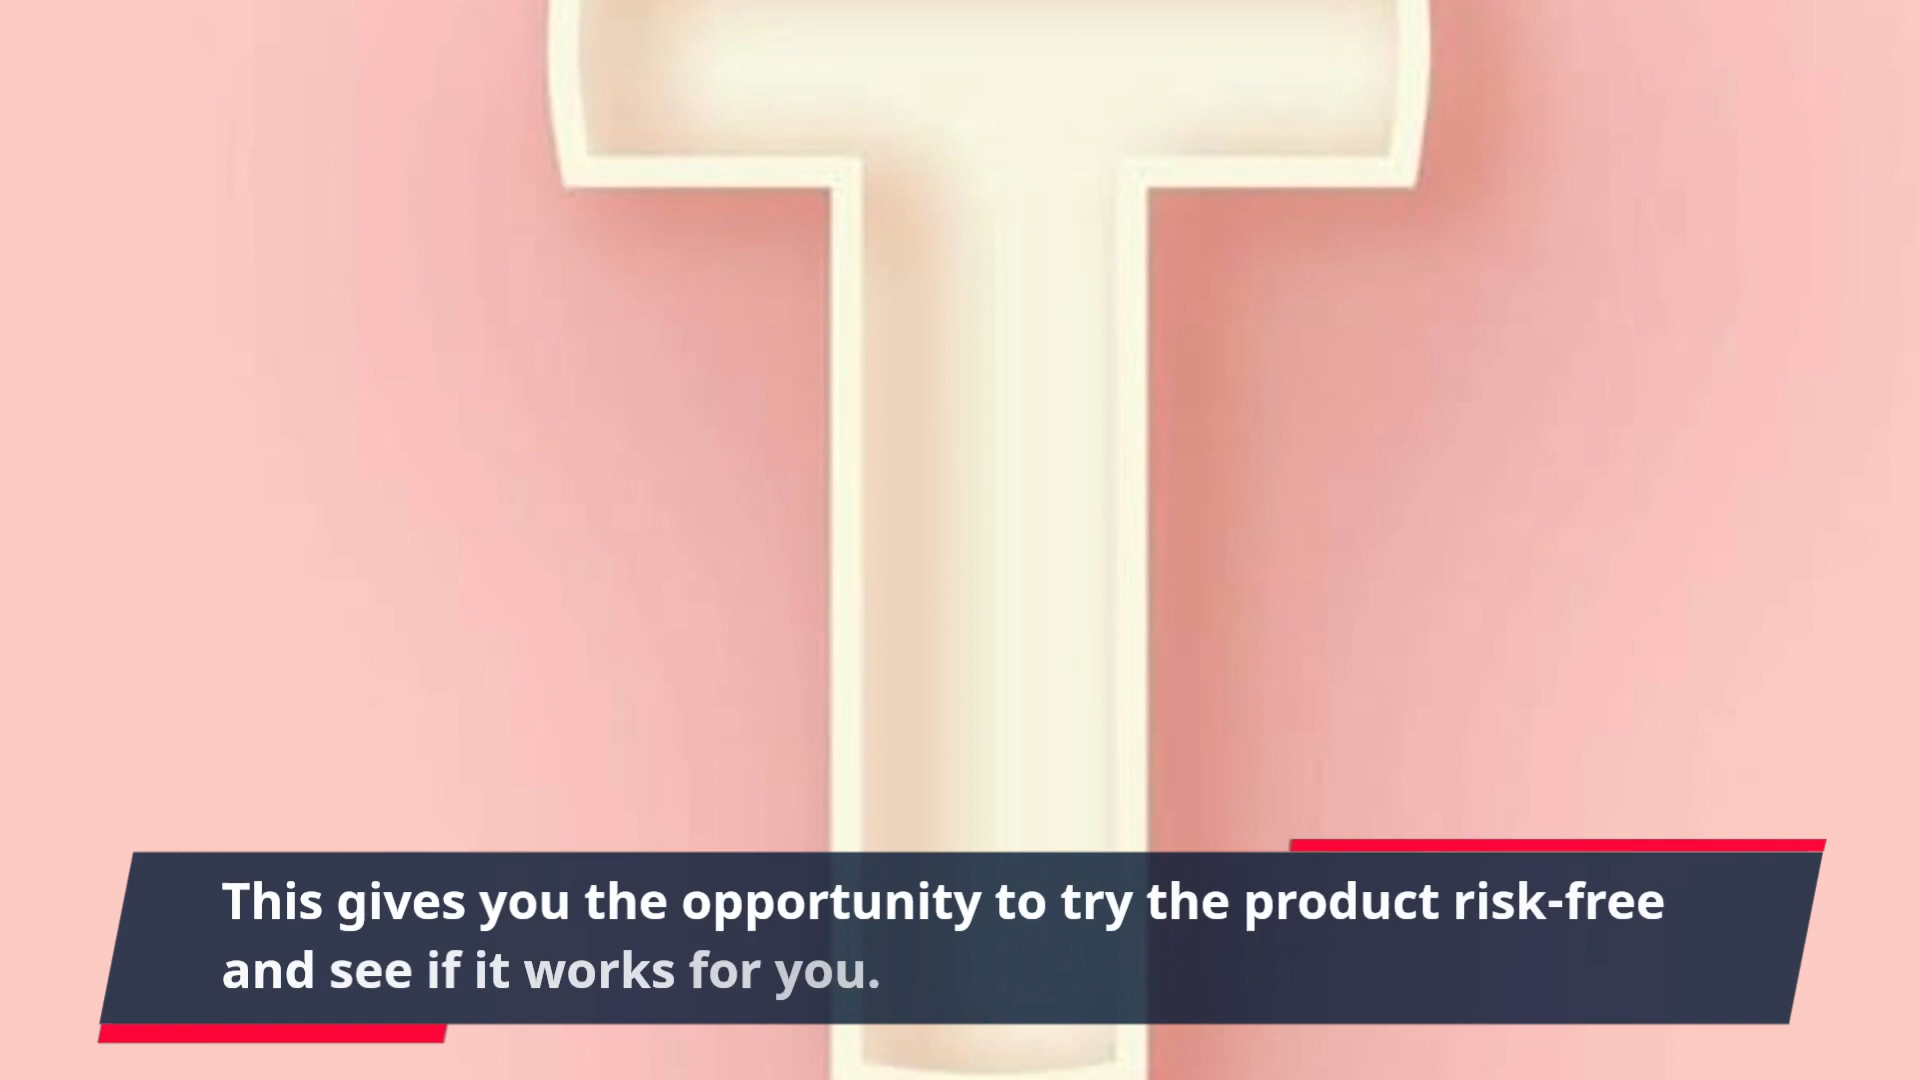 T
This gives you the opportunity to try the product risk-free
and see if it works for you.